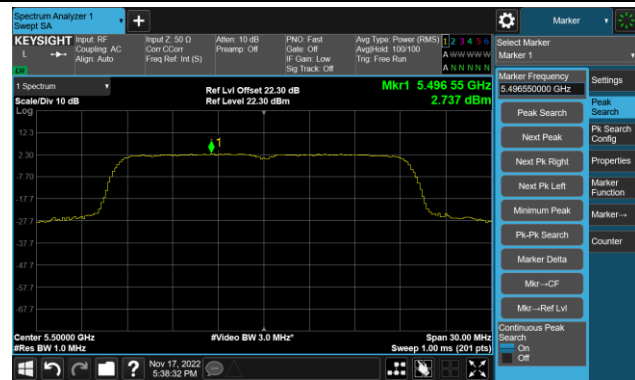 Spectrum Analyzer 1
Swept SA
+
Marker
KEYSIGHT
L
Input: RF
Coupling: AC
Align: Auto
Input Z: 50 Ω
Corr CCorr
Freq Ref: Int (S)
Atten: 10 dB
Preamp: Off
PNO: Fast
Gate: Off
IF Gain: Low
Sig Track: Off
Avg Type: Power (RMS)
Avg|Hold: 100/100
Trig: Free Run
1 2 3 4 5 6
A W W W W W
A N N N N N
LW
1 Spectrum
Scale/Div 10 dB
Log
Ref Lvl Offset 22.30 dB
Ref Level 22.30 dBm
Mkr1 5.496 55 GHz
2.737 dBm
1
12.3
2.30
-7.70
-17.7
-27.7
-37.7
-47.7
-57.7
-67.7
Center 5.50000 GHz
#Res BW 1.0 MHz
#Video BW 3.0 MHz*
Span 30.00 MHz
Sweep 1.00 ms (201 pts)
Select Marker
Marker 1
Marker Frequency
5.496550000 GHz
Peak Search
Next Peak
Next Pk Right
Next Pk Left
Minimum Peak
Pk-Pk Search
Marker Delta
Mkr→CF
Mkr→Ref Lvl
Continuous Peak
Search
On
Off
Settings
Peak
Search
Pk Search
Config
Properties
Marker
Function
Marker→
Counter
?
Nov 17, 2022
5:38:32 PM